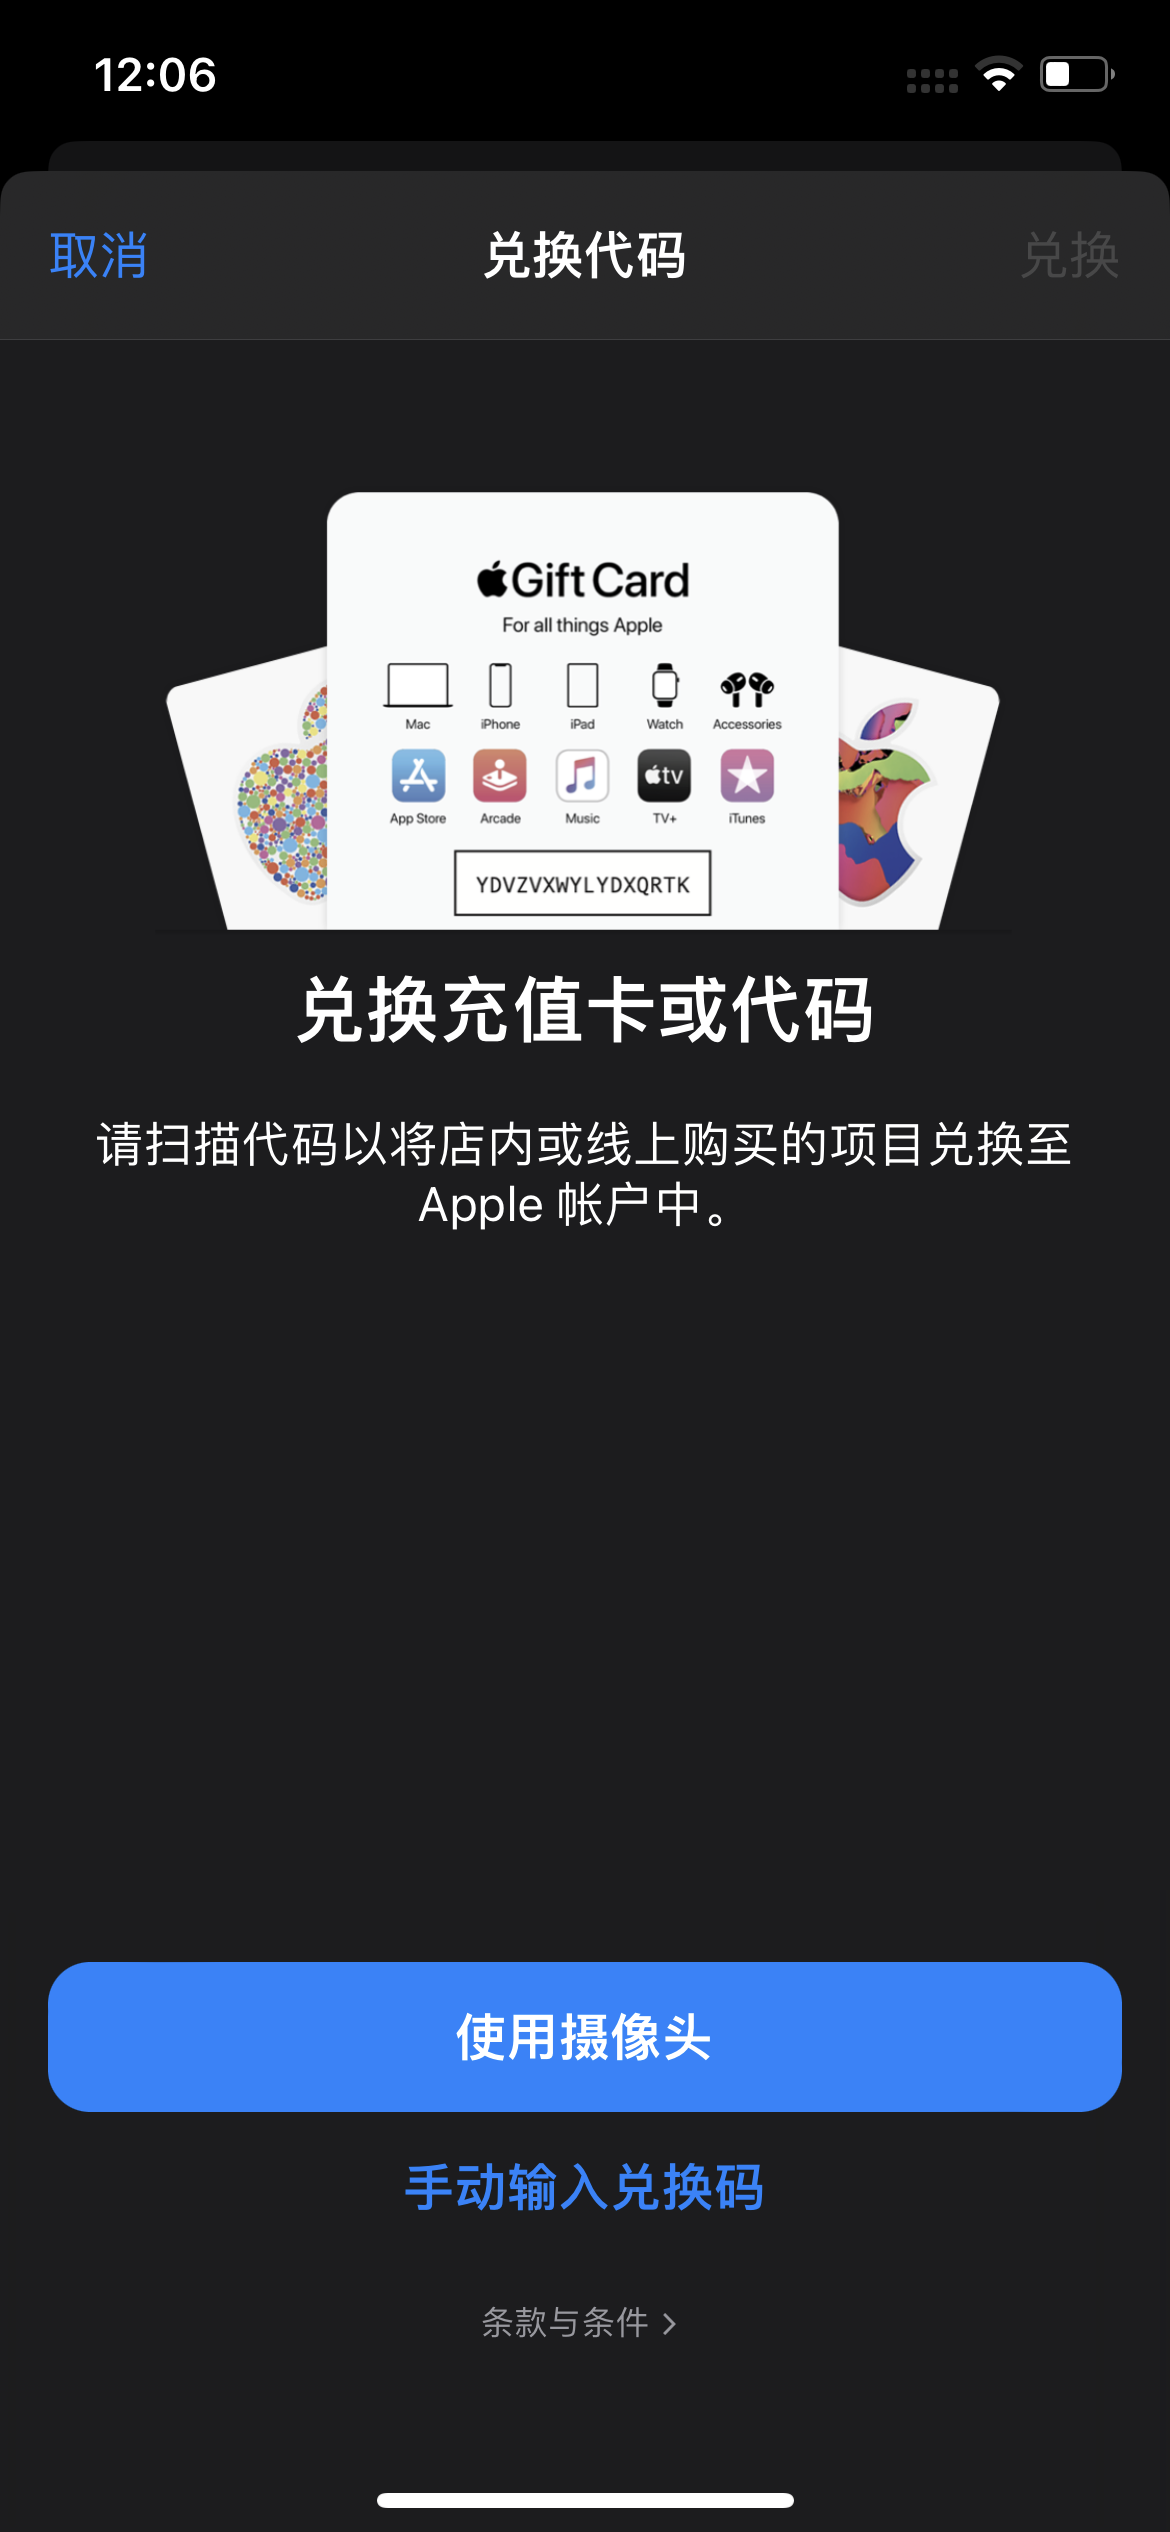 12:06
取消
兑换代码
兑换
Gift Card
For all things Apple
Mac iPhone iPad Watch Accessories
tv
App Store Arcade Music TV+ iTunes
YDVZVXWYLYDXQRTK
兑换充值卡或代码
请扫描代码以将店内或线上购买的项目兑换至
Apple 帐户中。
使用摄像头
手动输入兑换码
条款与条件